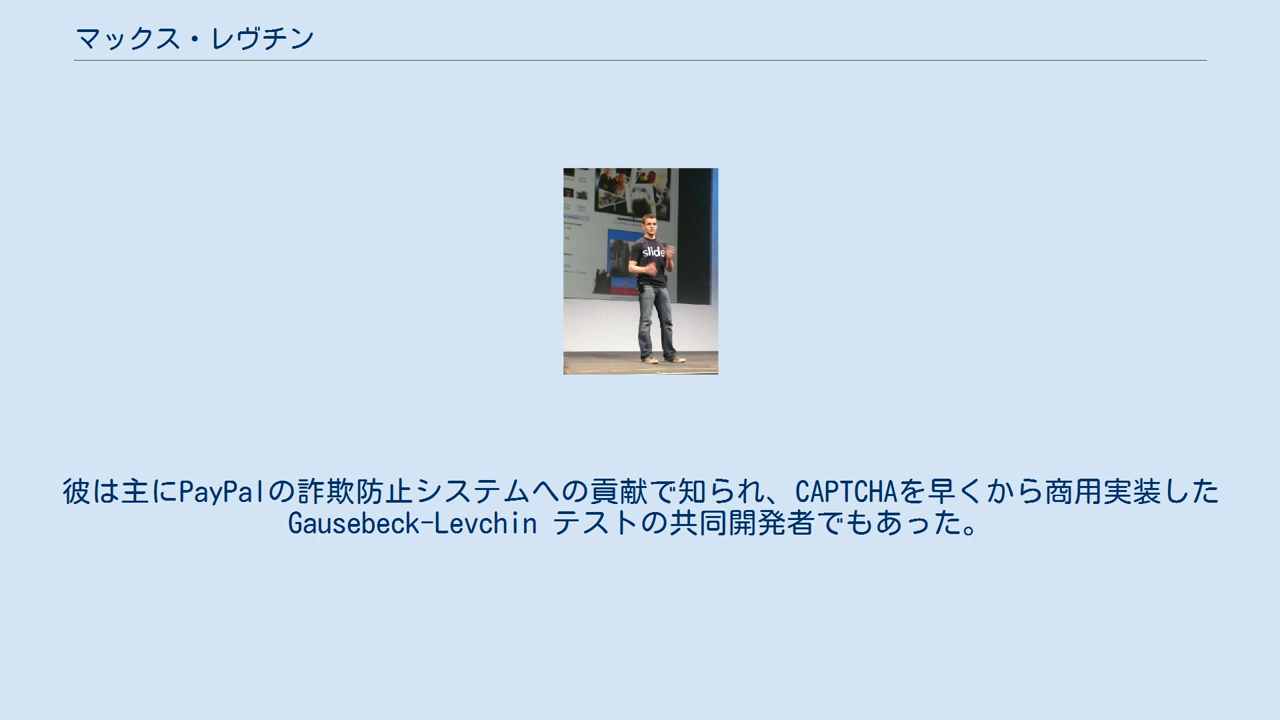 マックス・レヴチン
slide
彼は主にPayPalの詐欺防止システムへの貢献で知られ、CAPTCHAを早くから商用実装した
Gausebeck-Levchin テストの共同開発者でもあった。